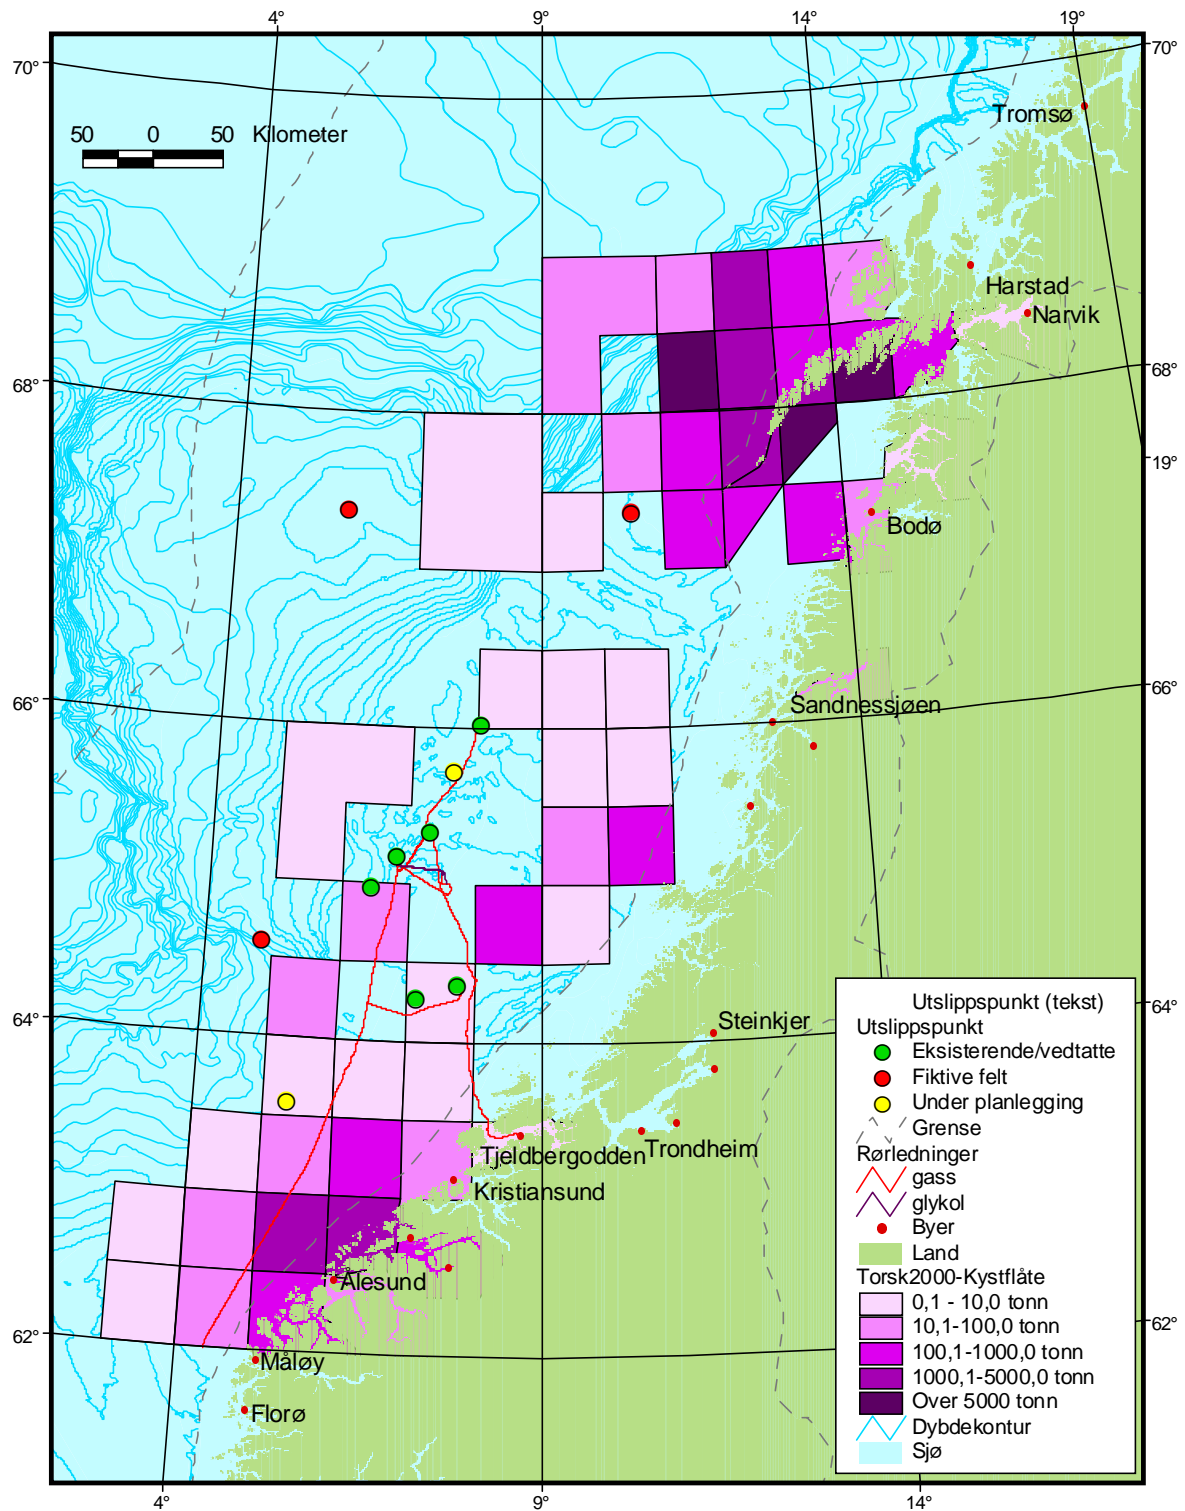 4°
9°
14°
19°
70°
70°
50
0
50
Kilometer
Tromsø
Harstad
Narvik
68°
68°
19°
Bodø
66°
66°
Sandnessjøen
64°
64°
Steinkjer
Trondheim
Tjeldbergodden
Kristiansund
Ålesund
62°
62°
Måløy
Florø
Utslippspunkt (tekst)
Utslippspunkt
Eksisterende/vedtatte
Fiktive felt
Under planlegging
Grense
Rørledninger
gass
glykol
Byer
Land
Torsk2000-Kystflåte
0,1 - 10,0 tonn
10,1-100,0 tonn
100,1-1000,0 tonn
1000,1-5000,0 tonn
Over 5000 tonn
Dybdekontur
Sjø
4°
9°
14°